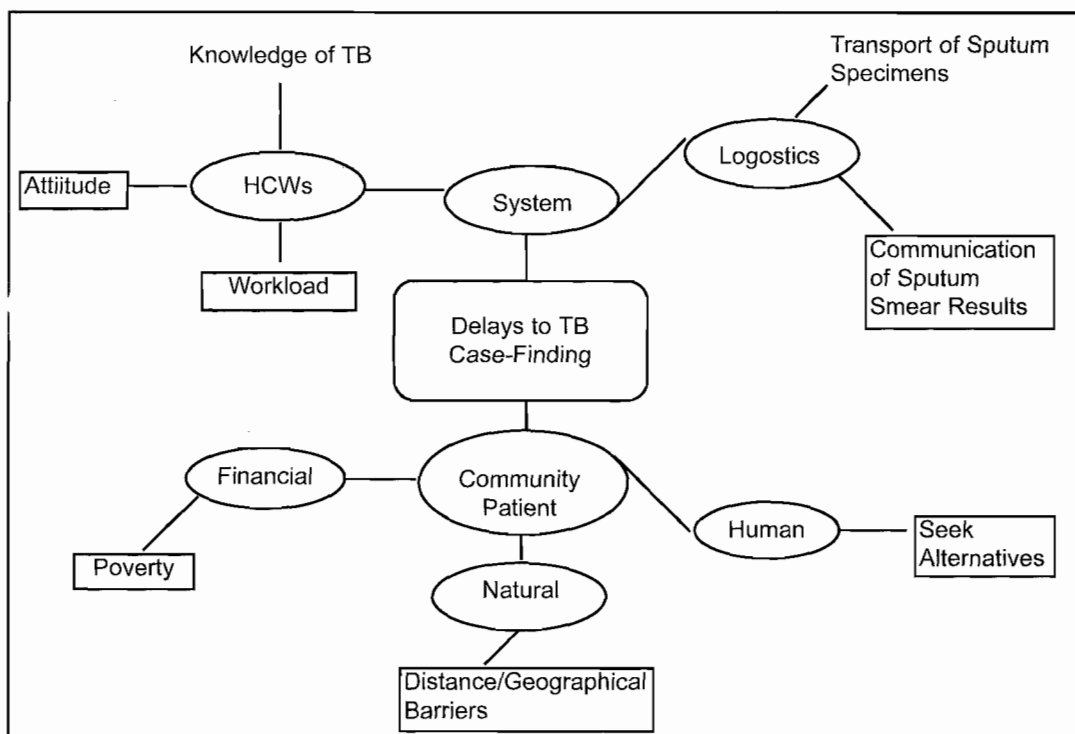 Knowledge of TB
Transport of Sputum
Specimens
Attiitude
HCWs
System
Logostics
Workload
Communication
of Sputum
Smear Results
Delays to TB
Case-Finding
Financial
Community
Patient
Human
Seek
Alternatives
Poverty
Natural
Distance/Geographical
Barriers